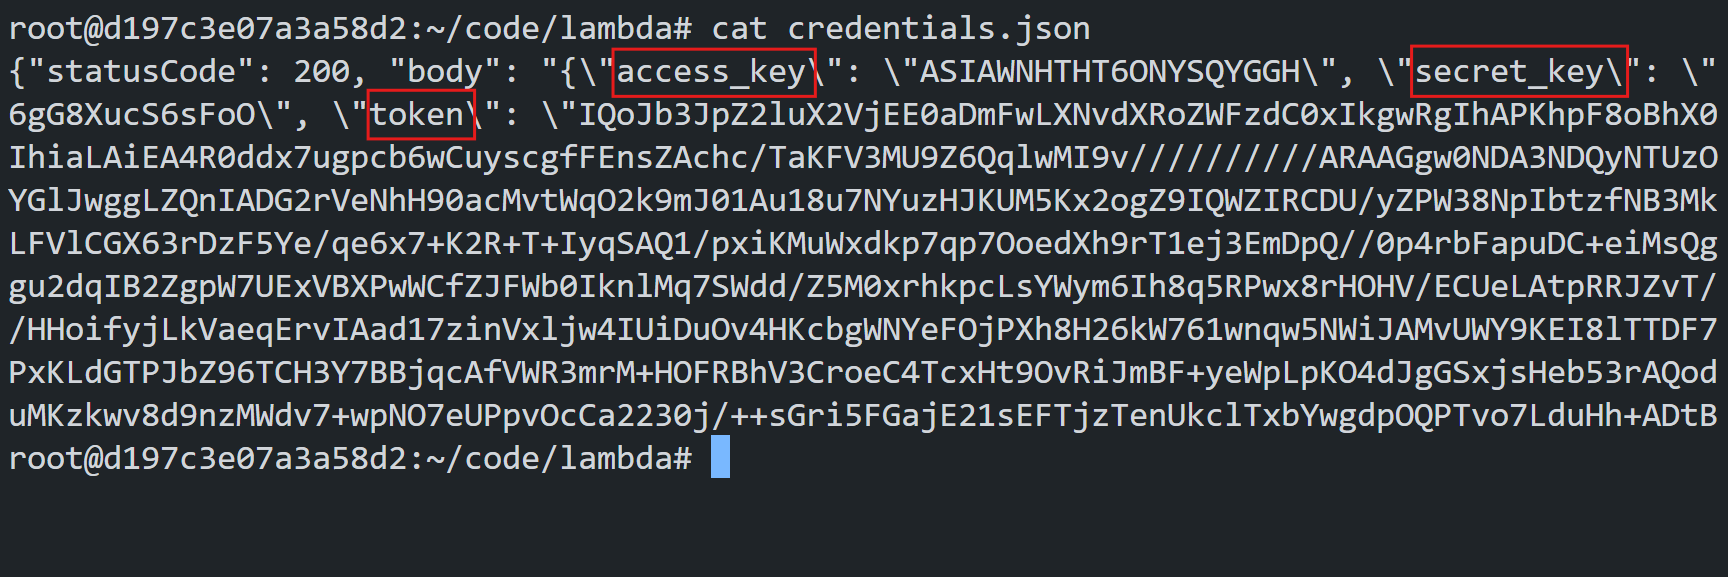 root@d197c3e07a3a58d2:~/code/lambda# cat credentials.json
{"statusCode": 200, "body": "{\"access_key\": \"ASIAWNHTHT6ONYSQYGGH\", \"secret_key\": \"
6gG8XucS6sFoO\", \"token\": \"IQoJb3JpZ2luX2VjEE0aDmFwLXNvdXRoZWFzdC0xIkgwRgIhAPKhpF8oBhX0
IhiaLAiEA4R0ddx7ugpcb6wCuyscgfFEnsZAchc/TaKFV3MU9Z6QqlwMI9v//////////ARAAGgw0NDA3NDQyNTUzO
YGlJwggLZQnIADG2rVeNhH90acMvtWqO2k9mJ01Au18u7NYuzHJKUM5Kx2ogZ9IQWZIRCDU/yZPW38NpIbtzfNB3Mk
LFVlCGX63rDzF5Ye/qe6x7+K2R+T+IyqSAQ1/pxiKMuWxdkp7qp7OoedXh9rT1ej3EmDpQ//0p4rbFapuDC+eiMsQg
gu2dqIB2ZgpW7UExVBXPwWCfZJFWb0IknlMq7SWdd/Z5M0xrhkpcLsYWym6Ih8q5RPwx8rHOHV/ECUeLAtpRRJZvT/
/HHoifyjLkVaeqErvIAad17zinVxljw4IUiDuOv4HKcbgWNYeFOjPXh8H26kW761wnqw5NWiJAMvUWY9KEI8lTTDF7
PxKLdGTPJbZ96TCH3Y7BBjqcAfVWR3mrM+HOFRBhV3CroeC4TcxHt9OvRiJmBF+yeWpLpKO4dJgGSxjsHeb53rAQod
uMKzkwv8d9nzMWdv7+wpNO7eUPpvOcCa2230j/++sGri5FGajE21sEFTjzTenUkclTxbYwgdpOQPTvo7LduHh+ADtB
root@d197c3e07a3a58d2:~/code/lambda#